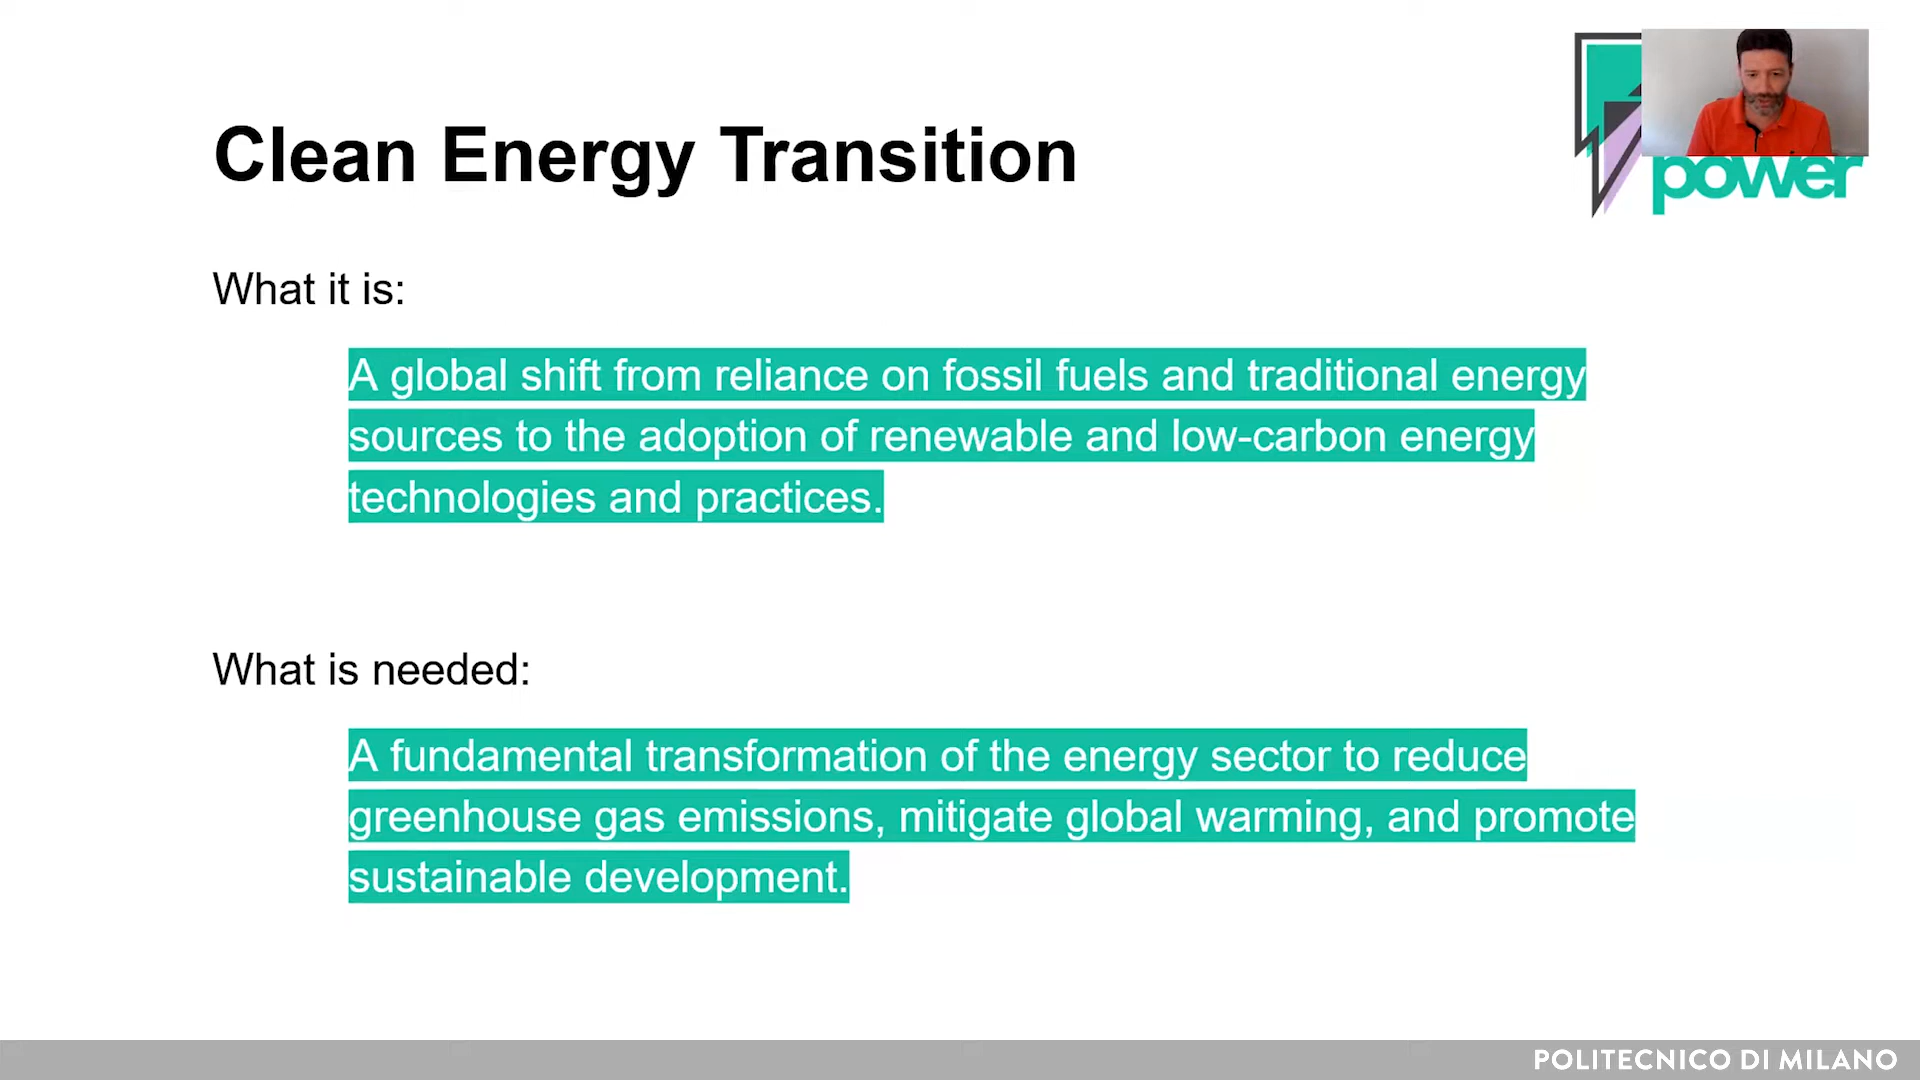 Clean Energy Transition
power
What it is:
A global shift from reliance on fossil fuels and traditional energy
sources to the adoption of renewable and low-carbon energy
technologies and practices.
What is needed:
A fundamental transformation of the energy sector to reduce
greenhouse gas emissions, mitigate global warming, and promote
sustainable development.
POLITECNICO DI MILANO